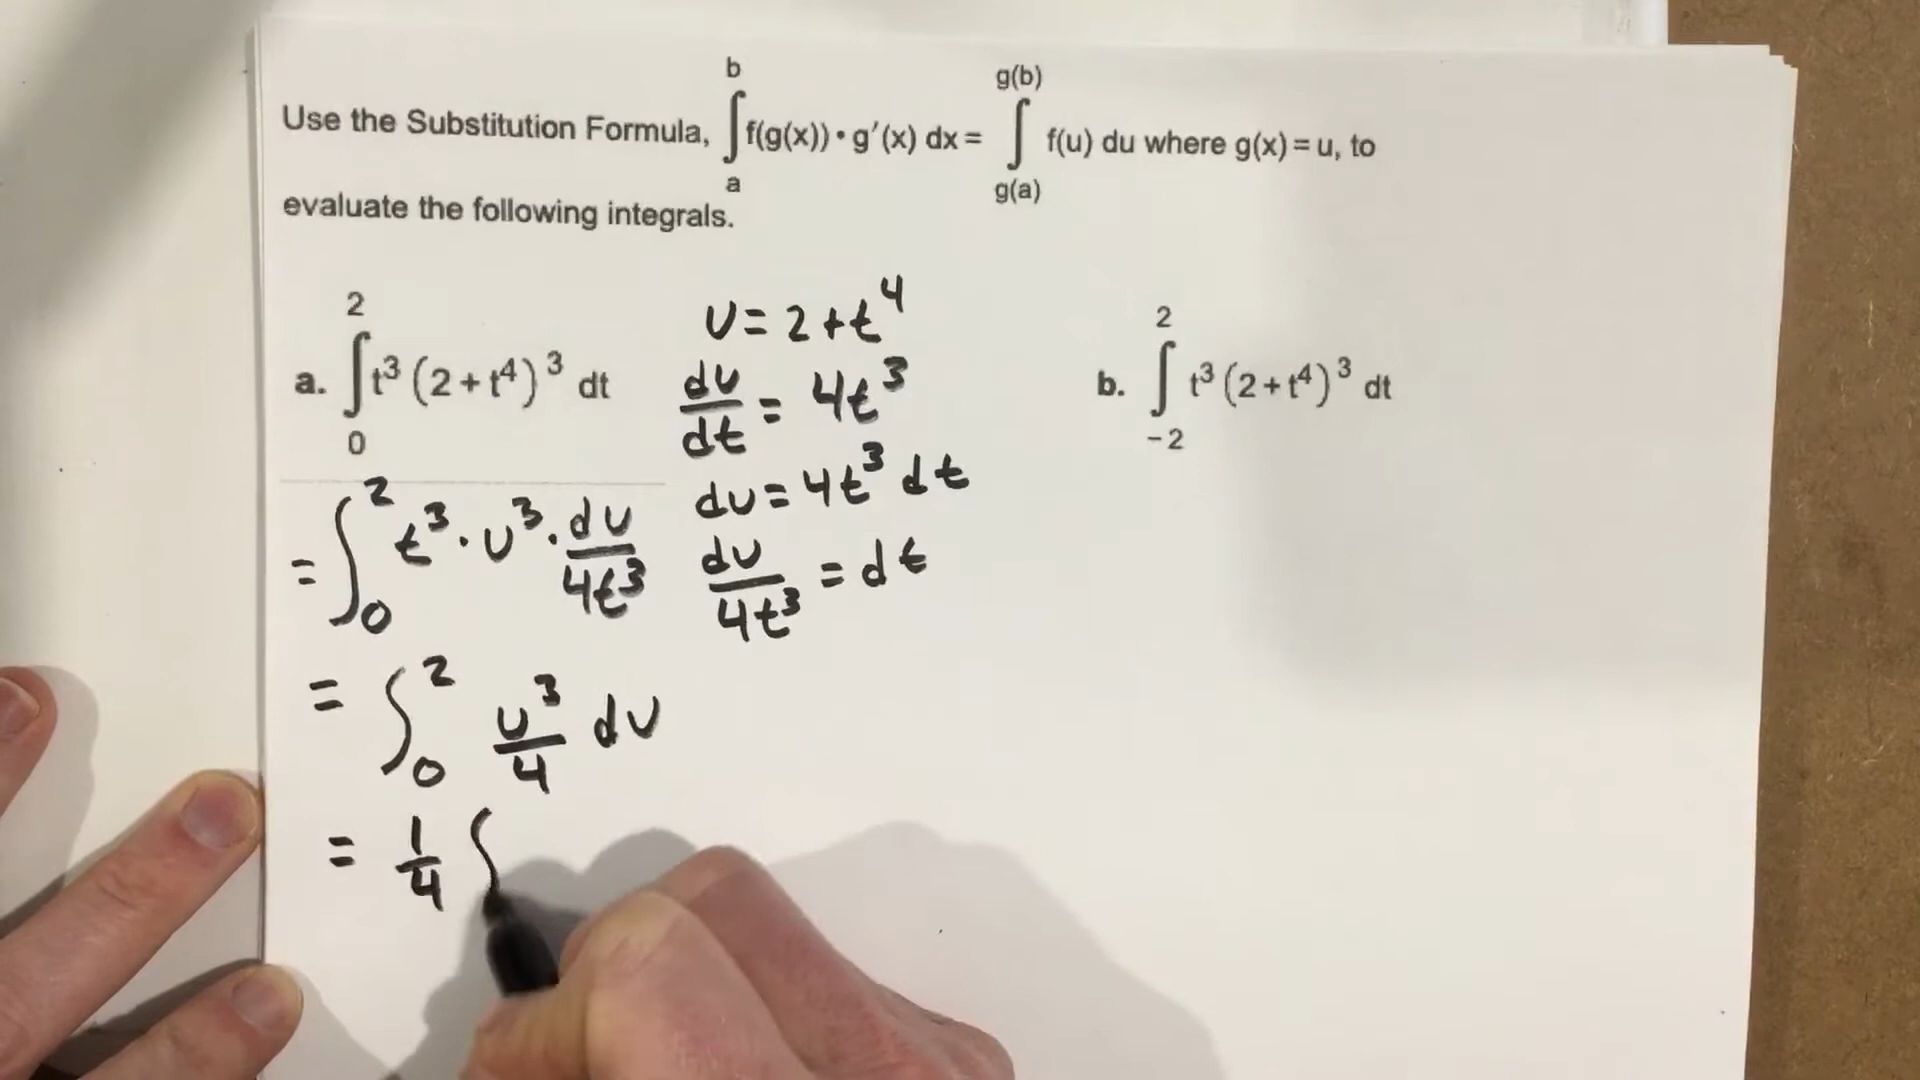 Use the Substitution Formula, ∫_a^b f(g(x)) • g′(x) dx = ∫_{g(a)}^{g(b)} f(u) du where g(x) = u, to
evaluate the following integrals.
a. ∫_0^2 t³ (2 + t⁴)³ dt
u = 2 + t⁴
du/dt = 4t³
du = 4t³ dt
du/4t³ = dt
= ∫_0^2 t³ · u³ · du/4t³
= ∫_0^2 u³/4 du
= 1/4 ∫
b. ∫_{-2}^2 t³ (2 + t⁴)³ dt